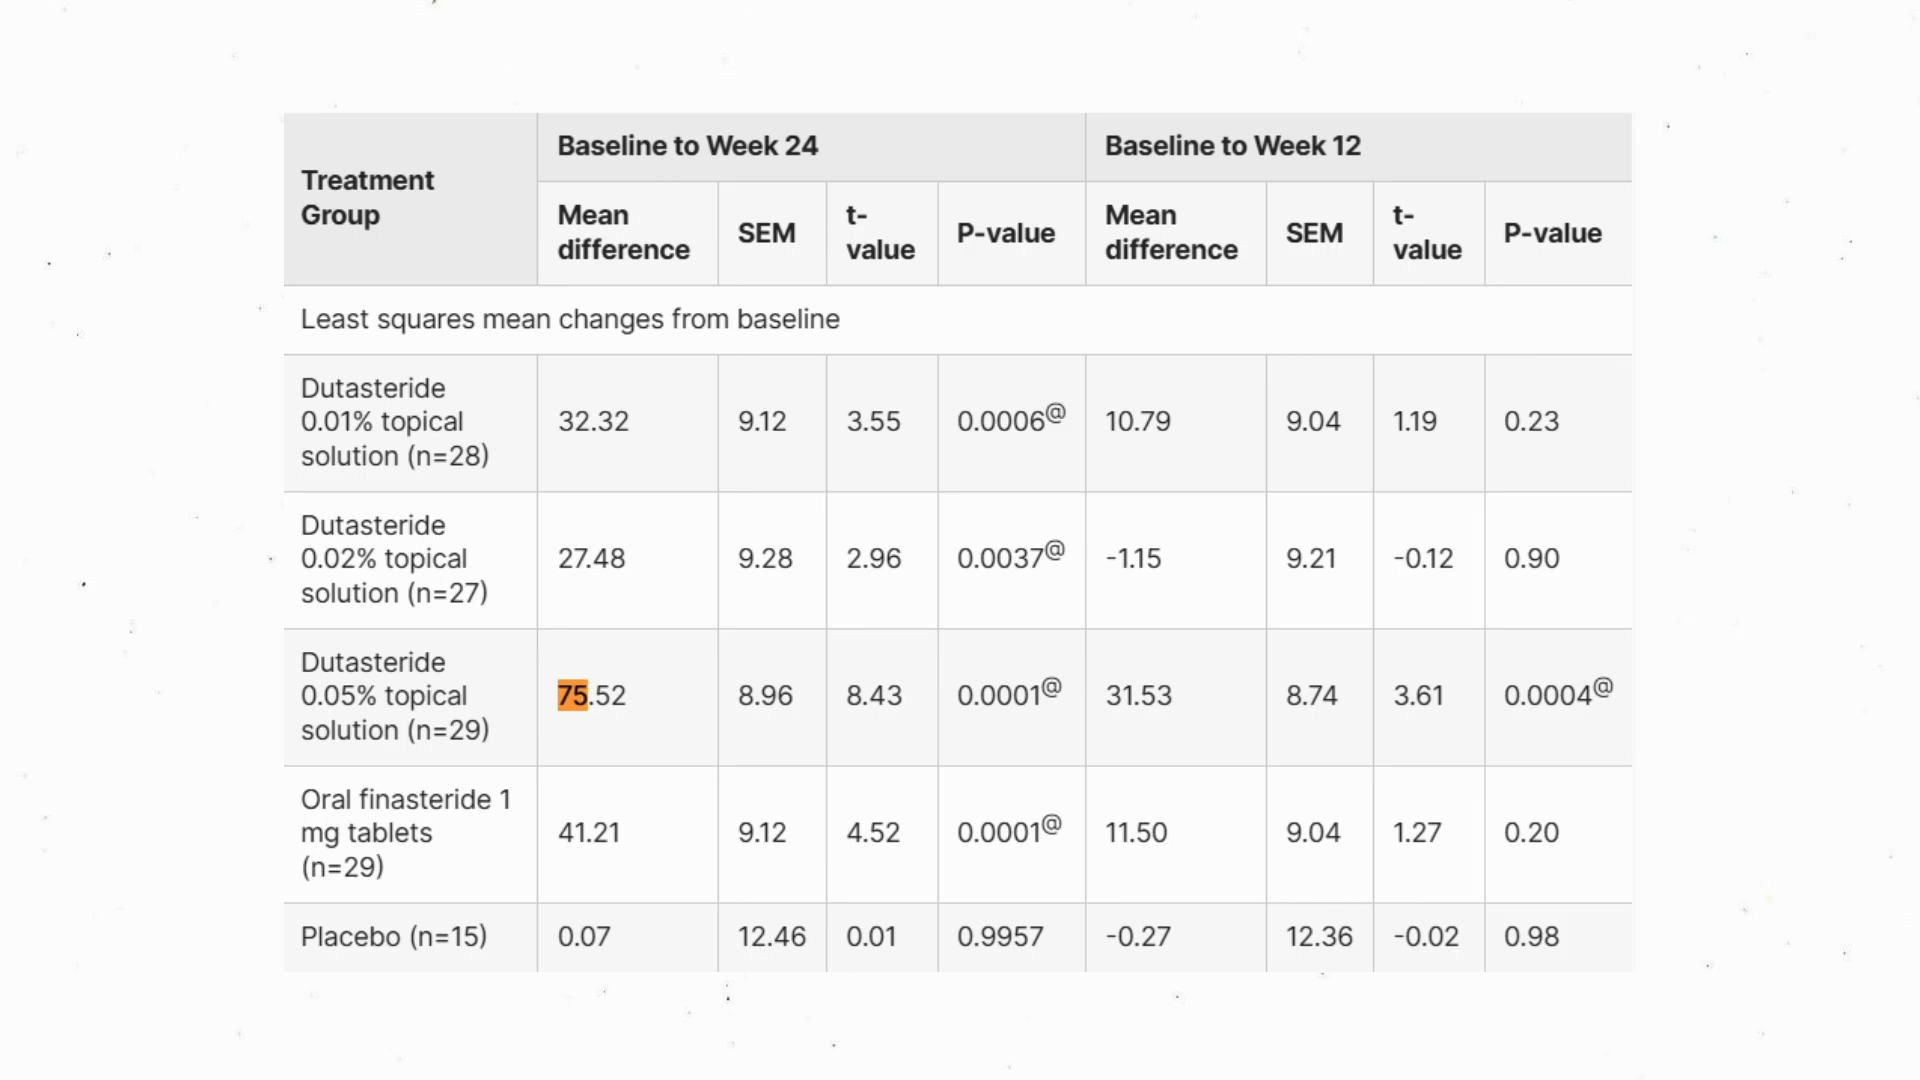 Treatment Group
Baseline to Week 24
Baseline to Week 12
Mean difference
SEM
t-value
P-value
Mean difference
SEM
t-value
P-value
Least squares mean changes from baseline
Dutasteride 0.01% topical solution (n=28) 32.32 9.12 3.55 0.0006@ 10.79 9.04 1.19 0.23
Dutasteride 0.02% topical solution (n=27) 27.48 9.28 2.96 0.0037@ -1.15 9.21 -0.12 0.90
Dutasteride 0.05% topical solution (n=29) 75.52 8.96 8.43 0.0001@ 31.53 8.74 3.61 0.0004@
Oral finasteride 1 mg tablets (n=29) 41.21 9.12 4.52 0.0001@ 11.50 9.04 1.27 0.20
Placebo (n=15) 0.07 12.46 0.01 0.9957 -0.27 12.36 -0.02 0.98